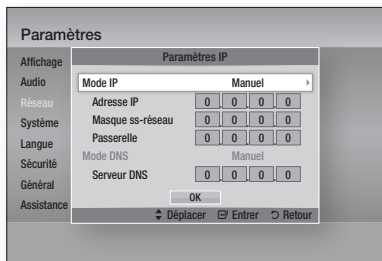 Paramètres
Affichage
Audio
Réseau
Système
Langue
Sécurité
Général
Assistance
Paramètres IP
Mode IP Manuel
Adresse IP 0 . 0 . 0 . 0
Masque ss-réseau 0 . 0 . 0 . 0
Passerelle 0 . 0 . 0 . 0
Mode DNS Manuel
Serveur DNS 0 . 0 . 0 . 0
OK
Déplacer Entrer Retour